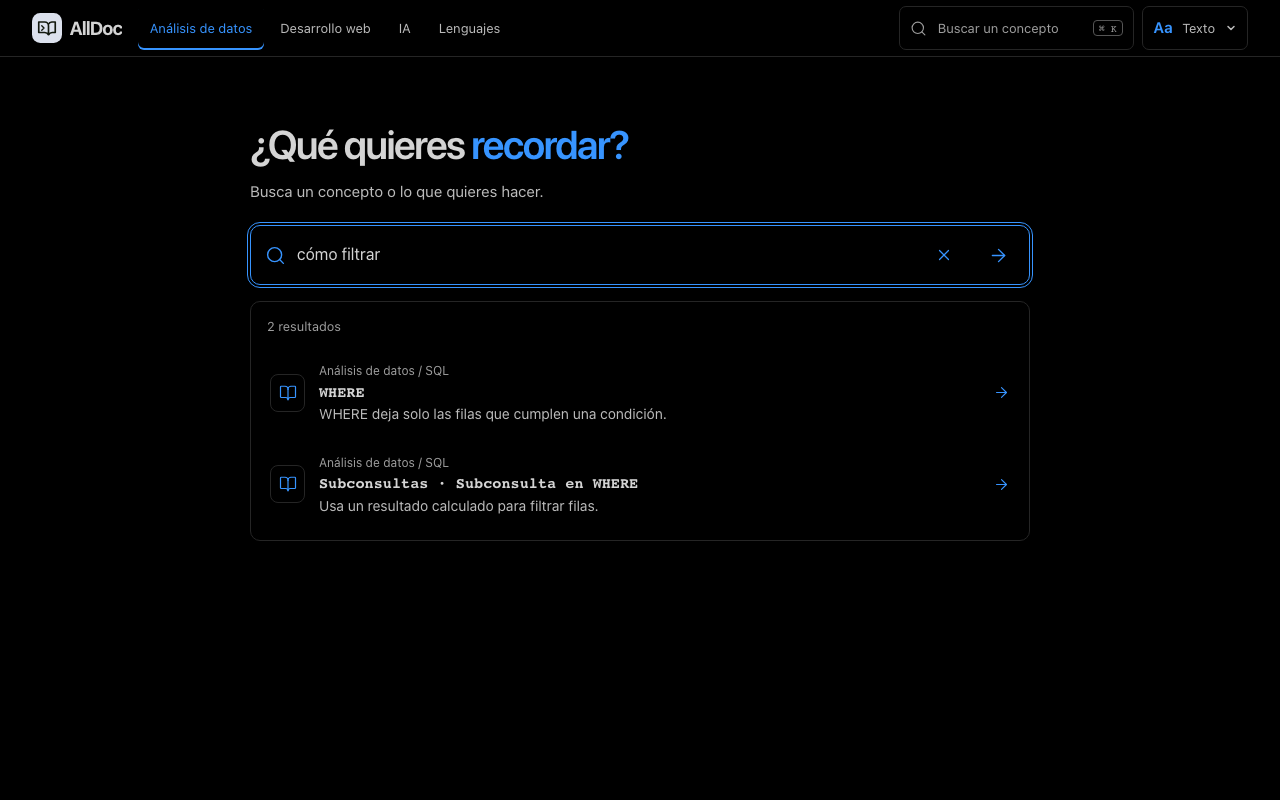 AllDoc
Análisis de datos
Desarrollo web
IA
Lenguajes
Buscar un concepto
⌘ K
Aa Texto
¿Qué quieres recordar?
Busca un concepto o lo que quieres hacer.
cómo filtrar
2 resultados
Análisis de datos / SQL
WHERE
WHERE deja solo las filas que cumplen una condición.
Análisis de datos / SQL
Subconsultas · Subconsulta en WHERE
Usa un resultado calculado para filtrar filas.